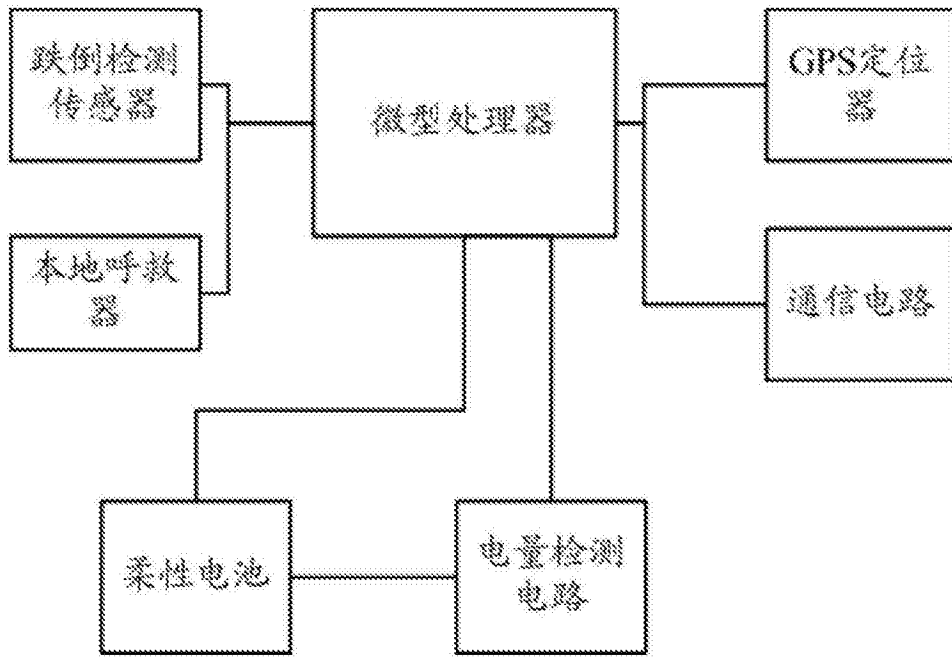 跌倒检测
传感器
微型处理器
GPS定位
器
本地呼救
器
通信电路
柔性电池
电量检测
电路